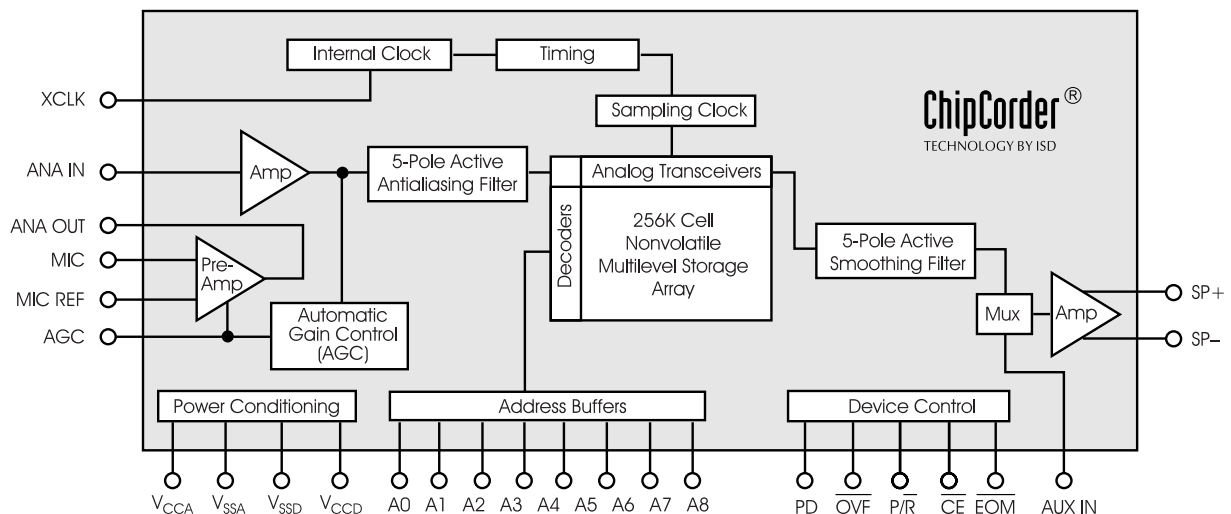 Internal Clock
Timing
XCLK
Sampling Clock
ChipCorder®
TECHNOLOGY BY ISD
ANA IN
Amp
5-Pole Active
Antialiasing Filter
Analog Transceivers
Decoders
256K Cell
Nonvolatile
Multilevel Storage
Array
ANA OUT
MIC
Pre-
Amp
MIC REF
AGC
Automatic
Gain Control
(AGC)
5-Pole Active
Smoothing Filter
Mux
Amp
SP+
SP–
Power Conditioning
Address Buffers
Device Control
VCCA
VSSA
VSSD
VCCD
A0
A1
A2
A3
A4
A5
A6
A7
A8
PD
O̅V̅F̅
P/R̅
C̅E̅
E̅O̅M̅
AUX IN